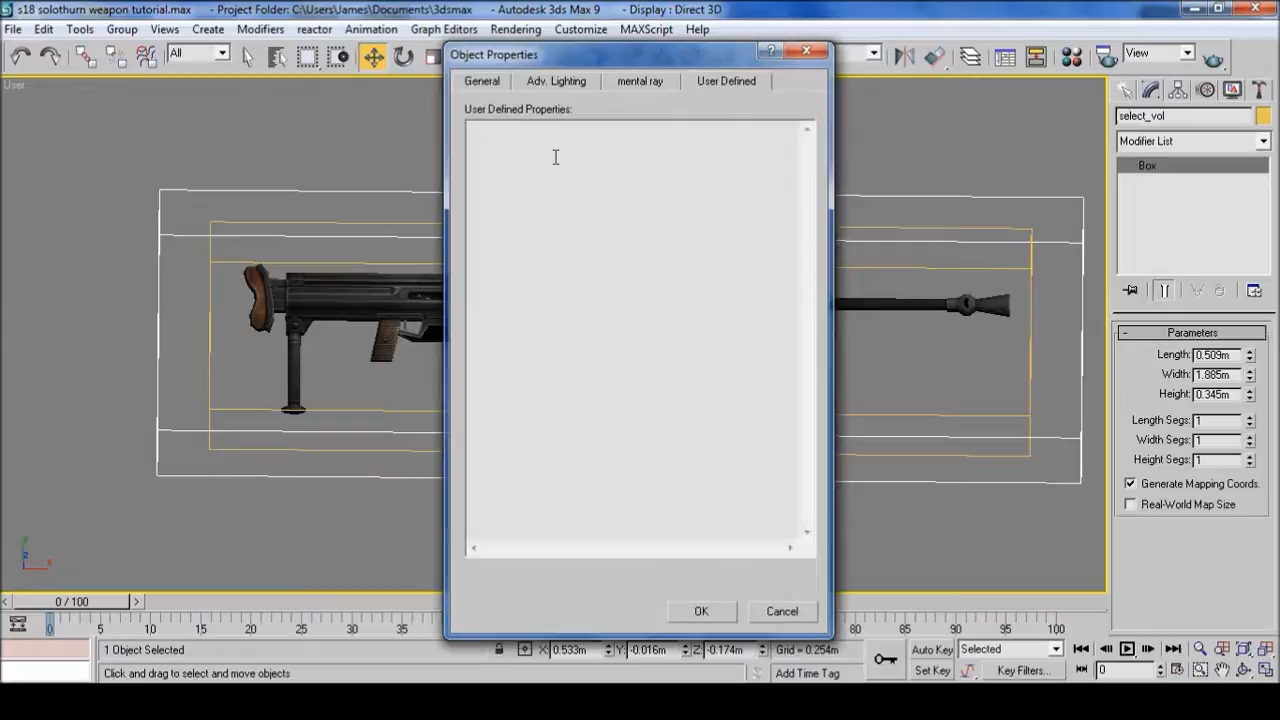 s18 solothurn weapon tutorial.max - Project Folder: C:\Users\James\Documents\3dsmax - Autodesk 3ds Max 9 - Display : Direct 3D
File Edit Tools Group Views Create Modifiers reactor Animation Graph Editors Rendering Customize MAXScript Help
All
View
Object Properties
General Adv. Lighting mental ray User Defined
User Defined Properties:
OK Cancel
User
select_vol
Modifier List
Box
- Parameters
Length: 0.509m
Width: 1.885m
Height: 0.345m
Length Segs: 1
Width Segs: 1
Height Segs: 1
Generate Mapping Coords.
Real-World Map Size
y
z
x
0 / 100
0 5 10 15 20 25 30 35 80 85 90 95 100
1 Object Selected X: 0.533m Y: -0.016m Z: -0.174m Grid = 0.254m Auto Key Selected
Click and drag to select and move objects Add Time Tag Set Key Key Filters... 0